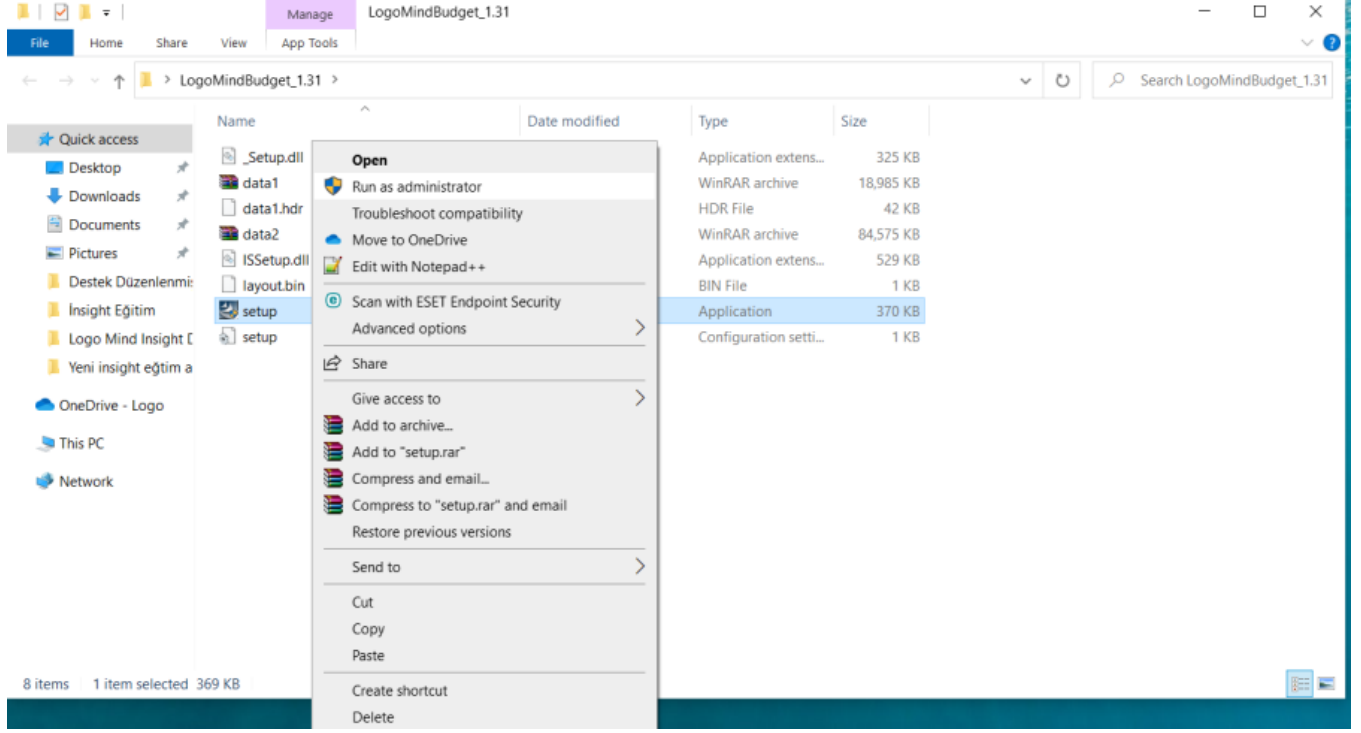 Manage LogoMindBudget_1.31
File Home Share View App Tools
LogoMindBudget_1.31 Search LogoMindBudget_1.31
Name Date modified Type Size
Quick access
Desktop
Downloads
Documents
Pictures
Destek Düzenlenmi
İnsight Eğitim
Logo Mind Insight
Yeni insight eğtim a
OneDrive - Logo
This PC
Network
_Setup.dll Application extens... 325 KB
data1 WinRAR archive 18,985 KB
data1.hdr HDR File 42 KB
data2 WinRAR archive 84,575 KB
ISSetup.dll Application extens... 529 KB
layout.bin BIN File 1 KB
setup Application 370 KB
setup Configuration setti... 1 KB
Open
Run as administrator
Troubleshoot compatibility
Move to OneDrive
Edit with Notepad++
Scan with ESET Endpoint Security
Advanced options
Share
Give access to
Add to archive...
Add to "setup.rar"
Compress and email...
Compress to "setup.rar" and email
Restore previous versions
Send to
Cut
Copy
Paste
Create shortcut
Delete
8 items 1 item selected 369 KB